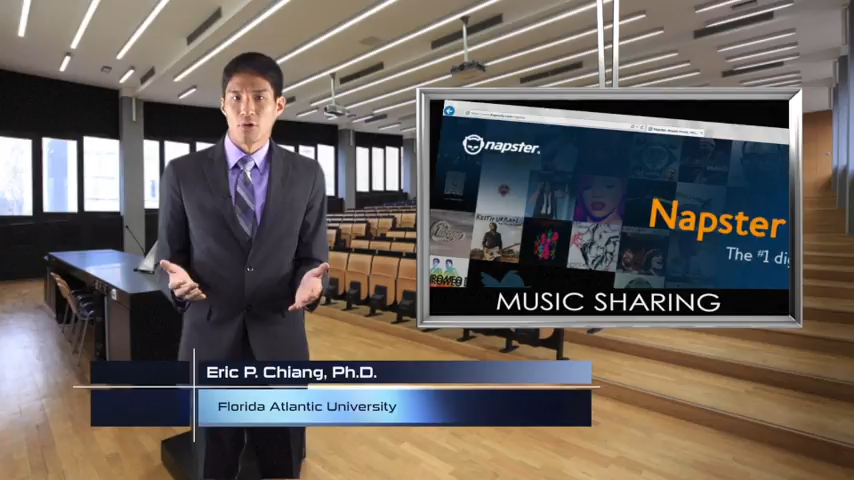 napster.
KEITH URBAN
Napster
The #1 di
MUSIC SHARING
Eric P. Chiang, Ph.D.
Florida Atlantic University